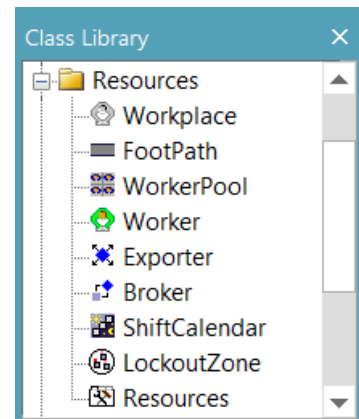 Class Library
Resources
Workplace
FootPath
WorkerPool
Worker
Exporter
Broker
ShiftCalendar
LockoutZone
Resources